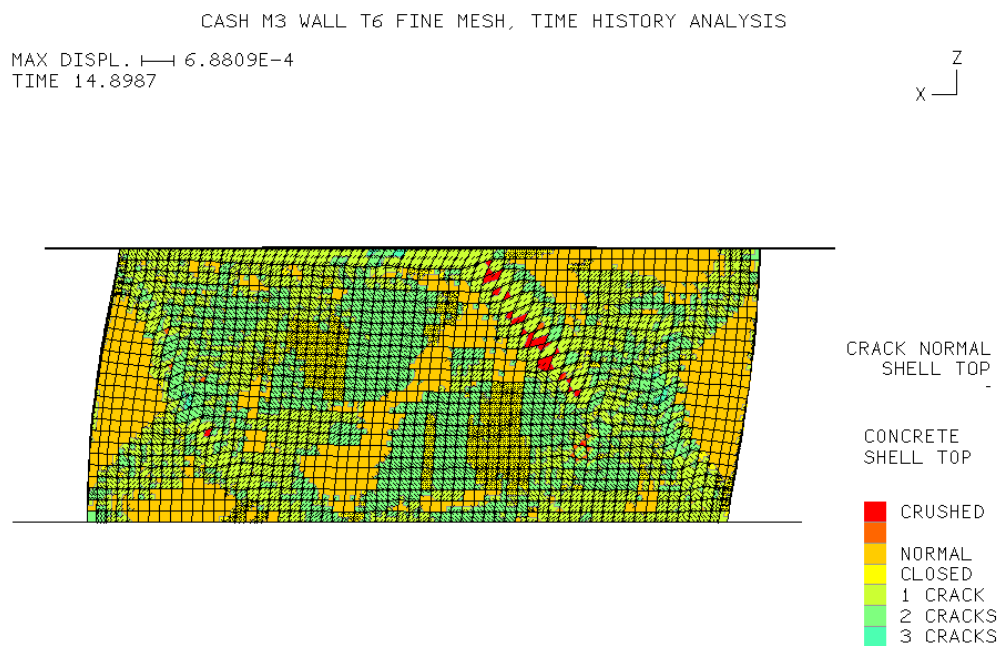 CASH M3 WALL T6 FINE MESH, TIME HISTORY ANALYSIS
MAX DISPL. 6.8809E-4
TIME 14.8987
Z
X
CRACK NORMAL
SHELL TOP
-
CONCRETE
SHELL TOP
CRUSHED
NORMAL
CLOSED
1 CRACK
2 CRACKS
3 CRACKS